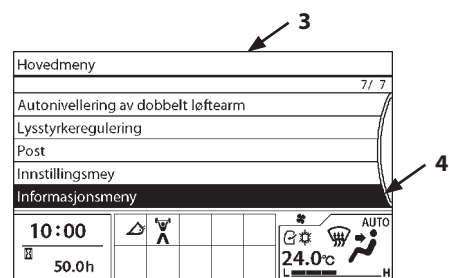 3
Hovedmeny
7/ 7
Autonivellering av dobbelt løftearm
Lysstyrkeregulering
Post
Innstillingsmey
4
Informasjonsmeny
10:00
AUTO
50.0h
24.0°c
L H